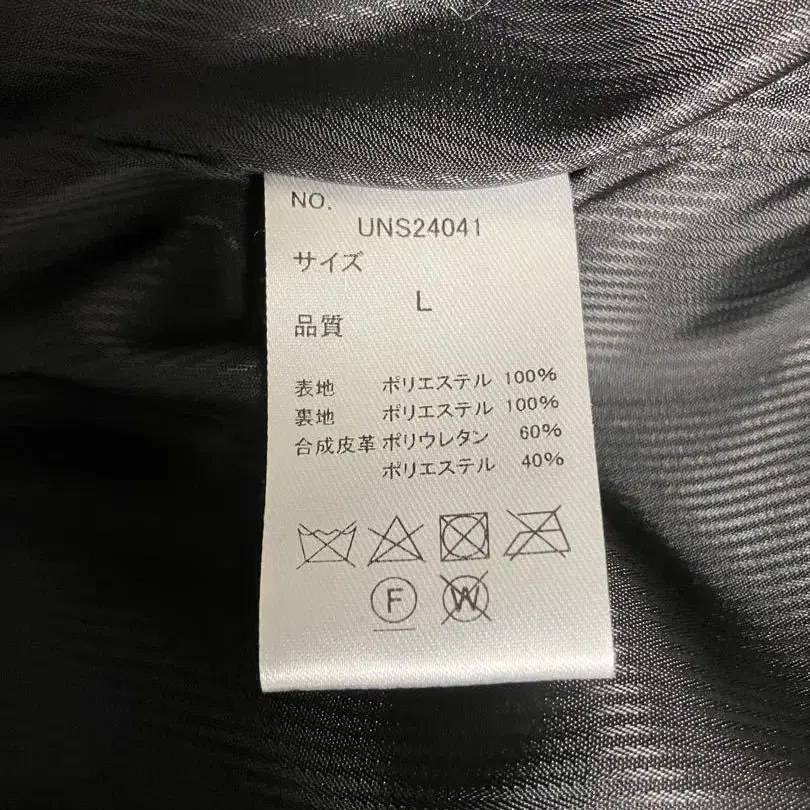 NO.
UNS24041
サイズ
L
品質
表地 ポリエステル 100%
裏地 ポリエステル 100%
合成皮革 ポリウレタン 60%
ポリエステル 40%
F W